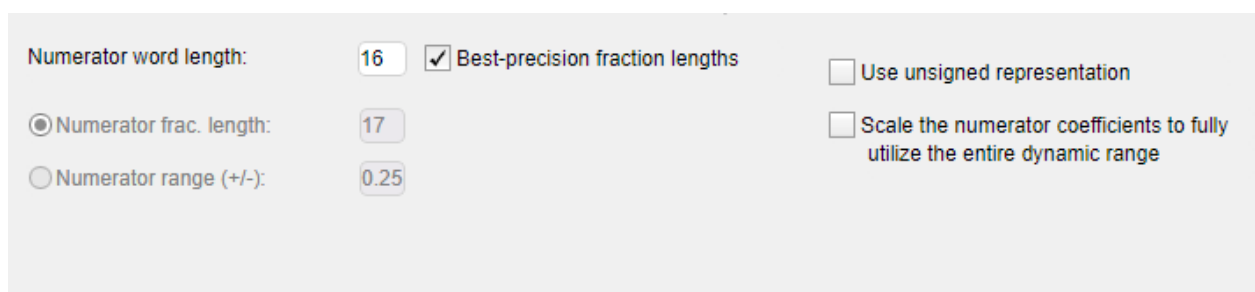 Numerator word length: 16 Best-precision fraction lengths
Use unsigned representation
Numerator frac. length: 17
Scale the numerator coefficients to fully
utilize the entire dynamic range
Numerator range (+/-): 0.25